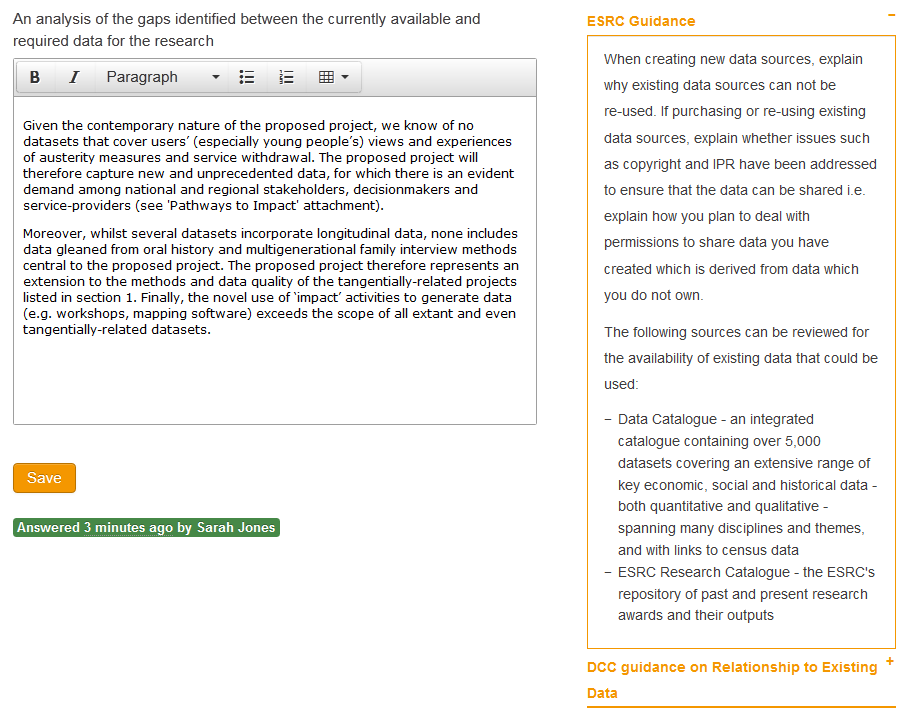 An analysis of the gaps identified between the currently available and
required data for the research
B I Paragraph
Given the contemporary nature of the proposed project, we know of no
datasets that cover users’ (especially young people’s) views and experiences
of austerity measures and service withdrawal. The proposed project will
therefore capture new and unprecedented data, for which there is an evident
demand among national and regional stakeholders, decisionmakers and
service-providers (see 'Pathways to Impact' attachment).
Moreover, whilst several datasets incorporate longitudinal data, none includes
data gleaned from oral history and multigenerational family interview methods
central to the proposed project. The proposed project therefore represents an
extension to the methods and data quality of the tangentially-related projects
listed in section 1. Finally, the novel use of ‘impact’ activities to generate data
(e.g. workshops, mapping software) exceeds the scope of all extant and even
tangentially-related datasets.
Save
Answered 3 minutes ago by Sarah Jones
ESRC Guidance −
When creating new data sources, explain
why existing data sources can not be
re-used. If purchasing or re-using existing
data sources, explain whether issues such
as copyright and IPR have been addressed
to ensure that the data can be shared i.e.
explain how you plan to deal with
permissions to share data you have
created which is derived from data which
you do not own.
The following sources can be reviewed for
the availability of existing data that could be
used:
− Data Catalogue - an integrated
catalogue containing over 5,000
datasets covering an extensive range of
key economic, social and historical data -
both quantitative and qualitative -
spanning many disciplines and themes,
and with links to census data
− ESRC Research Catalogue - the ESRC's
repository of past and present research
awards and their outputs
DCC guidance on Relationship to Existing +
Data